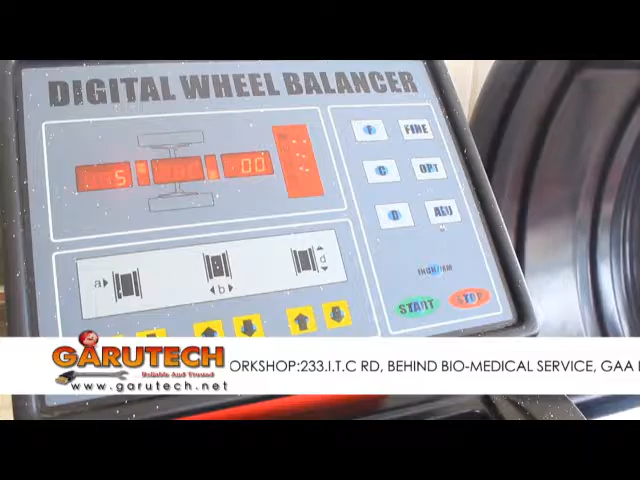 DIGITAL WHEEL BALANCER
5
00
F
FINE
C
OPT
D
ALU
a
b
d
INCH/MM
START
STOP
GARUTECH
Reliable And Trusted
www.garutech.net
ORKSHOP:233.I.T.C RD, BEHIND BIO-MEDICAL SERVICE, GAA